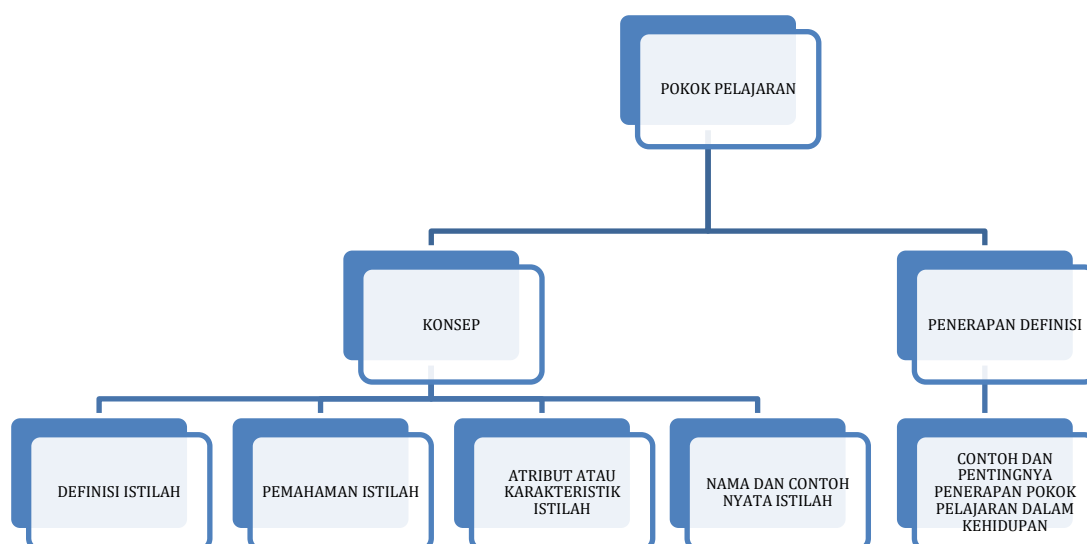 POKOK PELAJARAN
KONSEP
PENERAPAN DEFINISI
DEFINISI ISTILAH
PEMAHAMAN ISTILAH
ATRIBUT ATAU
KARAKTERISTIK
ISTILAH
NAMA DAN CONTOH
NYATA ISTILAH
CONTOH DAN
PENTINGNYA
PENERAPAN POKOK
PELAJARAN DALAM
KEHIDUPAN